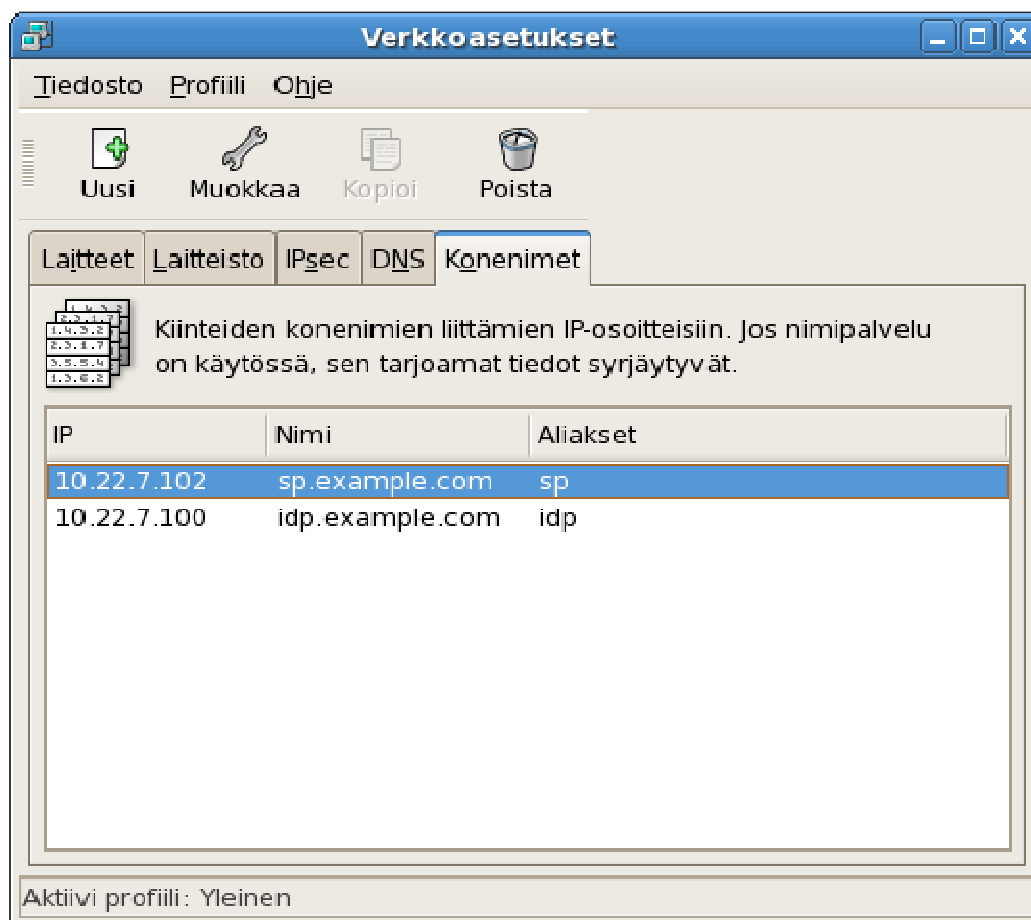 Verkkoasetukset
Tiedosto Profiili Ohje
Uusi Muokkaa Kopioi Poista
Laitteet Laitteisto IPsec DNS Konenimet
Kiinteiden konenimien liittämien IP-osoitteisiin. Jos nimipalvelu
on käytössä, sen tarjoamat tiedot syrjäytyvät.
IP Nimi Aliakset
10.22.7.102 sp.example.com sp
10.22.7.100 idp.example.com idp
Aktiivi profiili: Yleinen